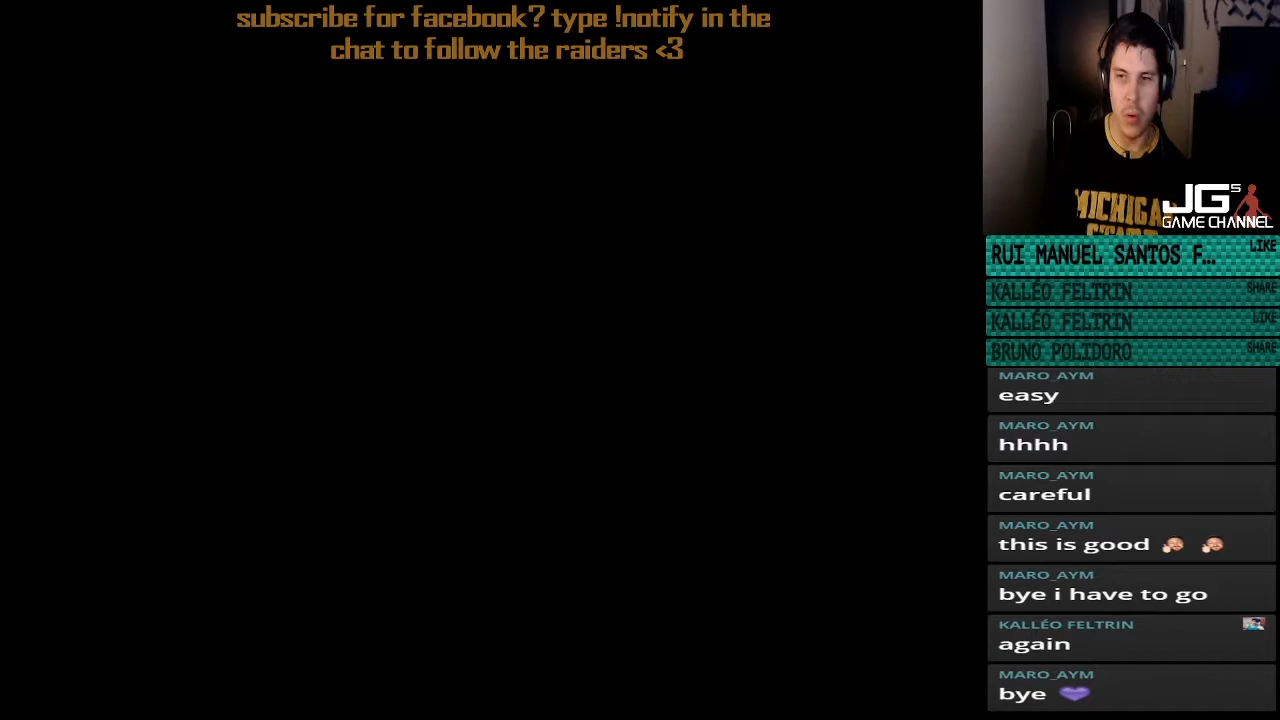 subscribe for facebook? type !notify in the
chat to follow the raiders <3
MICHIGA
JG5
GAME CHANNEL
RUI MANUEL SANTOS F... LIKE
KALLÉO FELTRIN SHARE
KALLÉO FELTRIN LIKE
BRUNO POLIDORO SHARE
MARO_AYM
easy
MARO_AYM
hhhh
MARO_AYM
careful
MARO_AYM
this is good
MARO_AYM
bye i have to go
KALLÉO FELTRIN
again
MARO_AYM
bye 💜